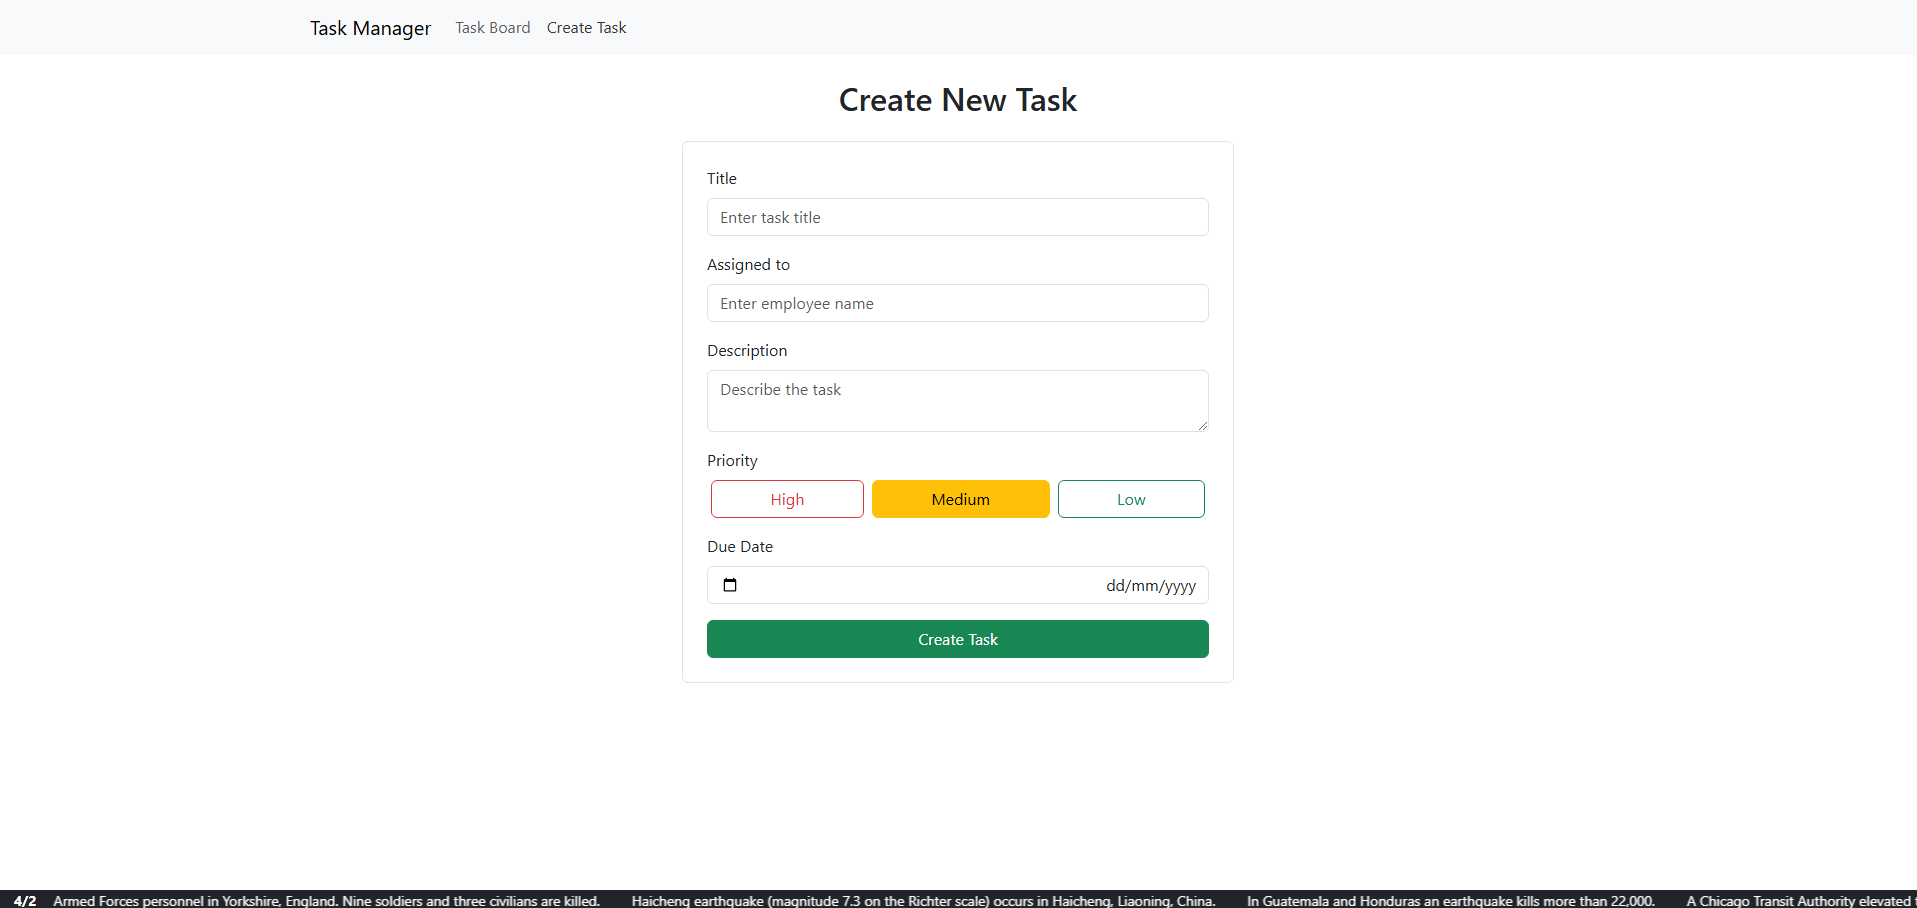 Task Manager Task Board Create Task
Create New Task
Title
Enter task title
Assigned to
Enter employee name
Description
Describe the task
Priority
High Medium Low
Due Date
dd/mm/yyyy
Create Task
4/2 Armed Forces personnel in Yorkshire, England. Nine soldiers and three civilians are killed. Haicheng earthquake (magnitude 7.3 on the Richter scale) occurs in Haicheng, Liaoning, China. In Guatemala and Honduras an earthquake kills more than 22,000. A Chicago Transit Authority elevated